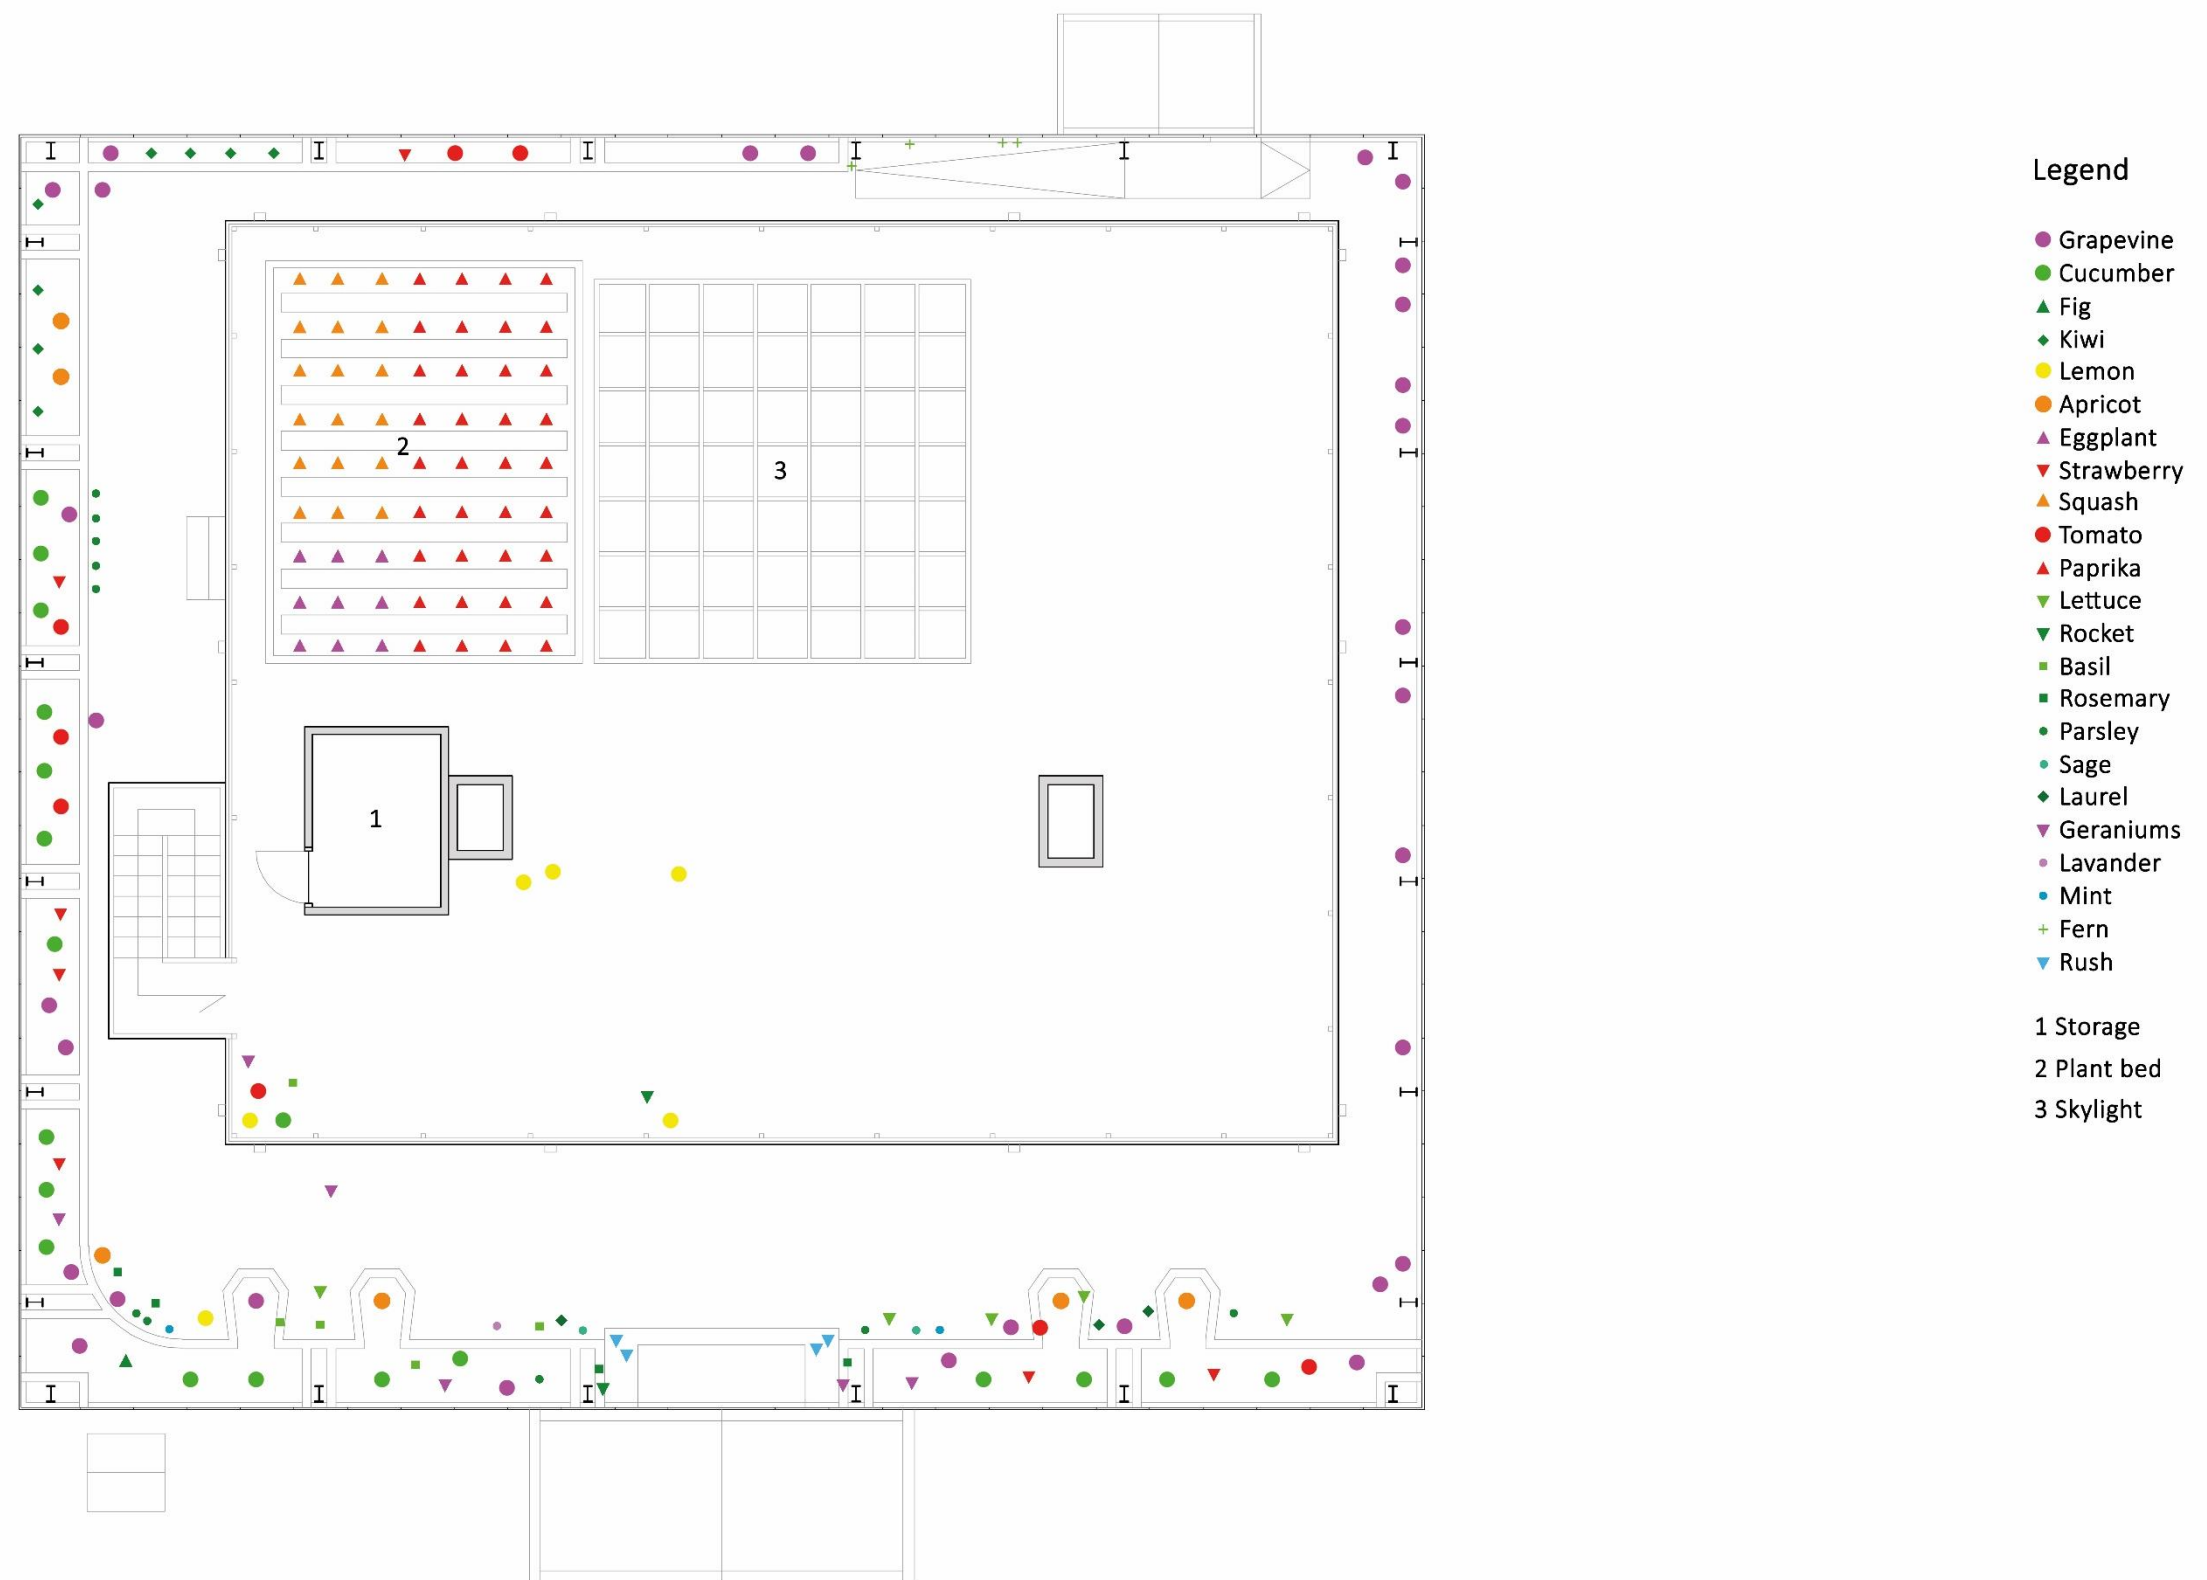 2
3
1
Legend
Grapevine
Cucumber
Fig
Kiwi
Lemon
Apricot
Eggplant
Strawberry
Squash
Tomato
Paprika
Lettuce
Rocket
Basil
Rosemary
Parsley
Sage
Laurel
Geraniums
Lavander
Mint
Fern
Rush
1 Storage
2 Plant bed
3 Skylight